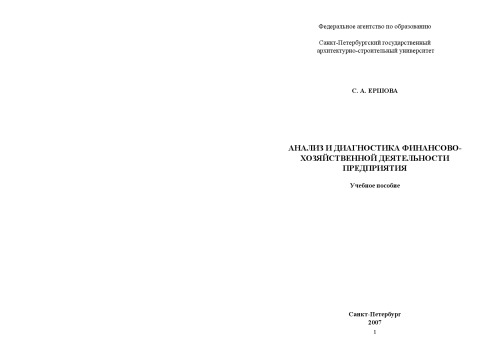 Федеральное агентство по образованию
Санкт-Петербургский государственный
архитектурно-строительный университет
С. А. ЕРШОВА
АНАЛИЗ И ДИАГНОСТИКА ФИНАНСОВО-
ХОЗЯЙСТВЕННОЙ ДЕЯТЕЛЬНОСТИ
ПРЕДПРИЯТИЯ
Учебное пособие
Санкт-Петербург
2007
1